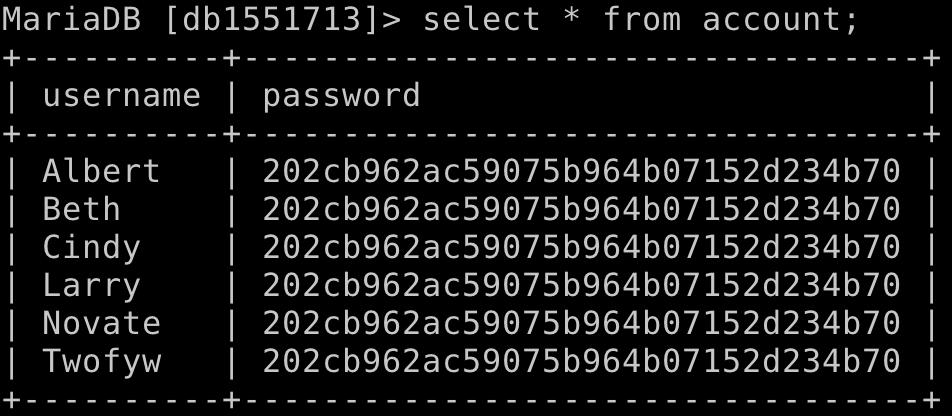 MariaDB [db1551713]> select * from account;
+----------+----------------------------------+
| username | password                         |
+----------+----------------------------------+
| Albert   | 202cb962ac59075b964b07152d234b70 |
| Beth     | 202cb962ac59075b964b07152d234b70 |
| Cindy    | 202cb962ac59075b964b07152d234b70 |
| Larry    | 202cb962ac59075b964b07152d234b70 |
| Novate   | 202cb962ac59075b964b07152d234b70 |
| Twofyw   | 202cb962ac59075b964b07152d234b70 |
+----------+----------------------------------+